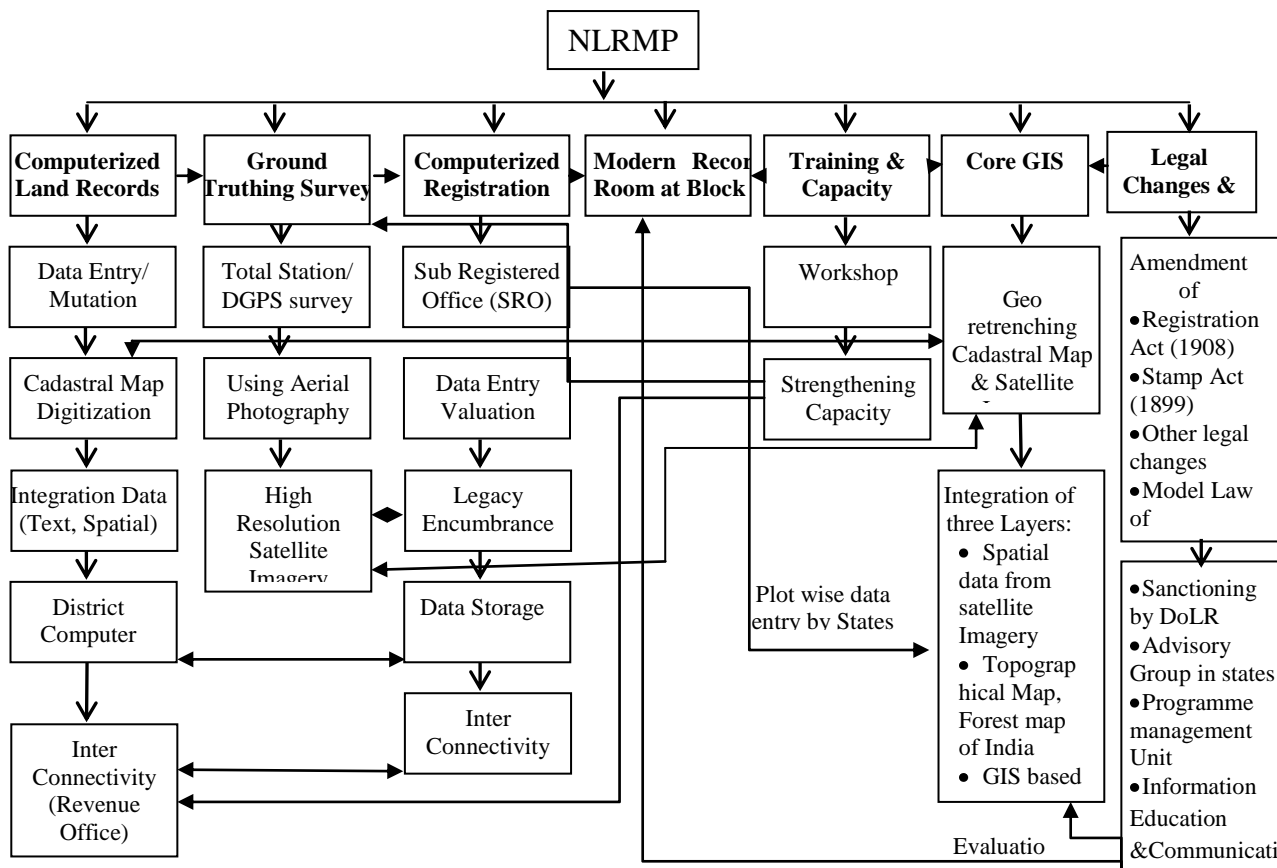 NLRMP
Computerized
Land Records
Ground
Truthing Survey
Computerized
Registration
Modern Recor
Room at Block
Training &
Capacity
Core GIS
Legal
Changes &
Data Entry/
Mutation
Total Station/
DGPS survey
Sub Registered
Office (SRO)
Workshop
Geo
retrenching
Cadastral Map
& Satellite
Amendment
of
•Registration
Act (1908)
•Stamp Act
(1899)
•Other legal
changes
•Model Law
of
Cadastral Map
Digitization
Using Aerial
Photography
Data Entry
Valuation
Strengthening
Capacity
Integration Data
(Text, Spatial)
High
Resolution
Satellite
Imagery
Legacy
Encumbrance
Integration of
three Layers:
• Spatial
data from
satellite
Imagery
• Topograp
hical Map,
Forest map
of India
• GIS based
District
Computer
Data Storage
Plot wise data
entry by States
•Sanctioning
by DoLR
•Advisory
Group in states
•Programme
management
Unit
•Information
Education
&Communicati
Inter
Connectivity
(Revenue
Office)
Inter
Connectivity
Evaluatio